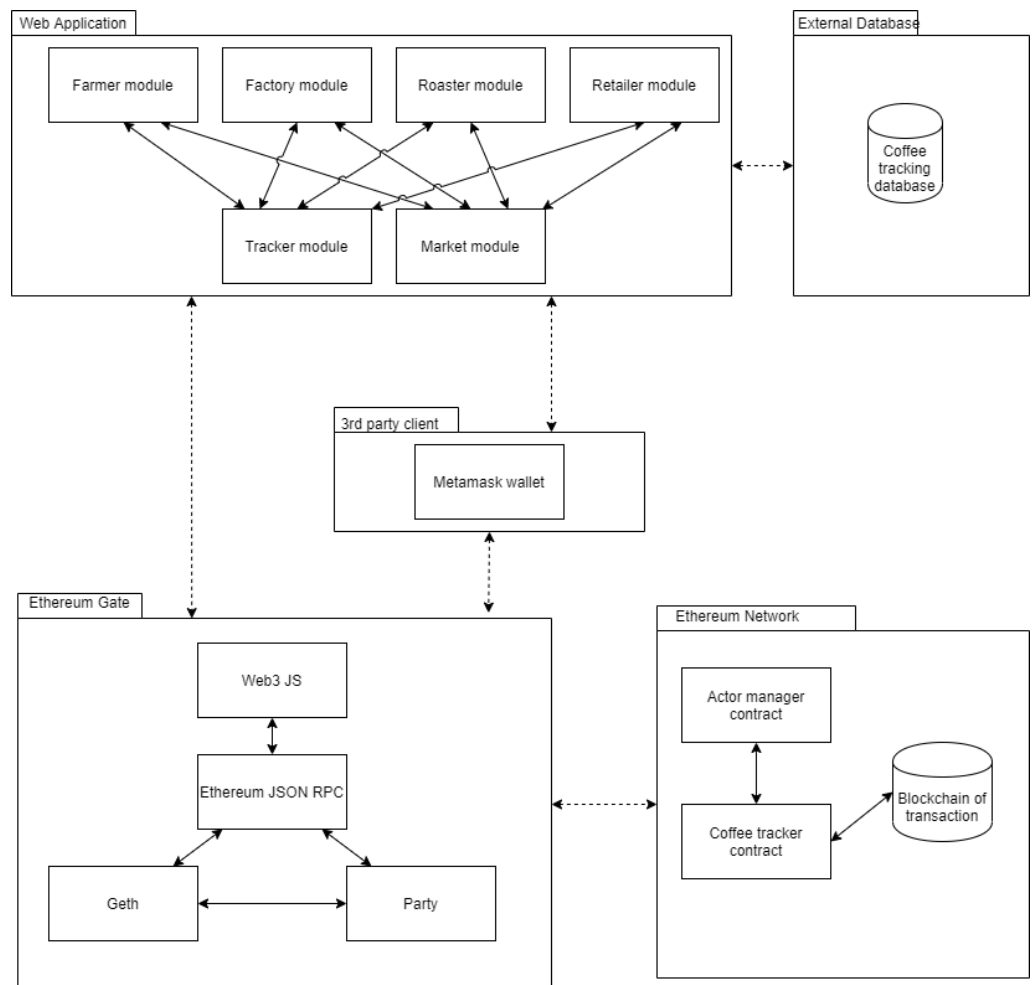 Web Application
External Database
Farmer module
Factory module
Roaster module
Retailer module
Coffee
tracking
database
Tracker module
Market module
3rd party client
Metamask wallet
Ethereum Gate
Ethereum Network
Web3 JS
Actor manager
contract
Ethereum JSON RPC
Blockchain of
transaction
Coffee tracker
contract
Geth
Party